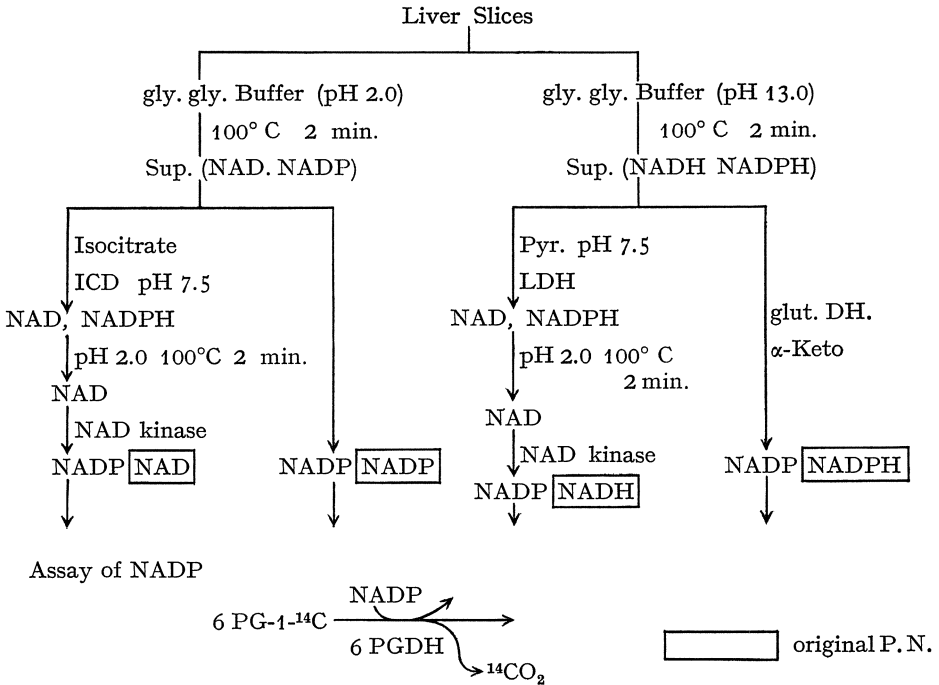 Liver Slices
gly. gly. Buffer (pH 2.0)
100° C 2 min.
Sup. (NAD. NADP)
Isocitrate
ICD pH 7.5
NAD, NADPH
pH 2.0 100°C 2 min.
NAD
NAD kinase
NADP NAD
NADP NADP
gly. gly. Buffer (pH 13.0)
100° C 2 min.
Sup. (NADH NADPH)
Pyr. pH 7.5
LDH
NAD, NADPH
pH 2.0 100° C
2 min.
NAD
NAD kinase
NADP NADH
glut. DH.
α-Keto
NADP NADPH
Assay of NADP
NADP
6 PG-1-¹⁴C
6 PGDH
¹⁴CO₂
original P. N.